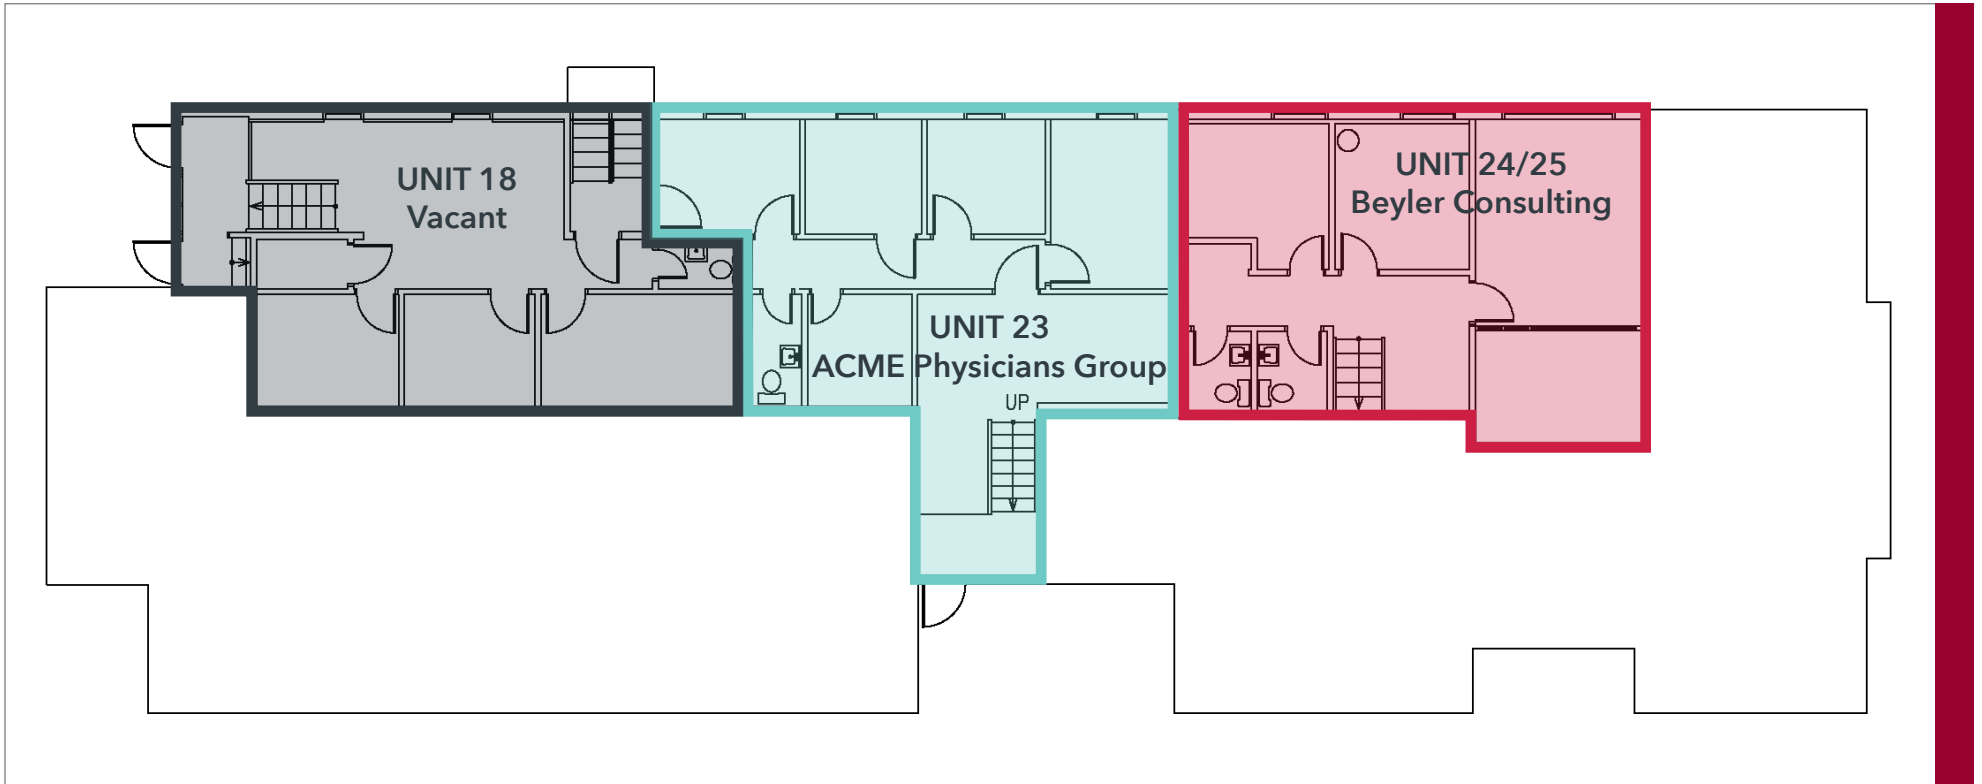 UNIT 18
Vacant
UNIT 23
ACME Physicians Group
UP
UNIT 24/25
Beyler Consulting